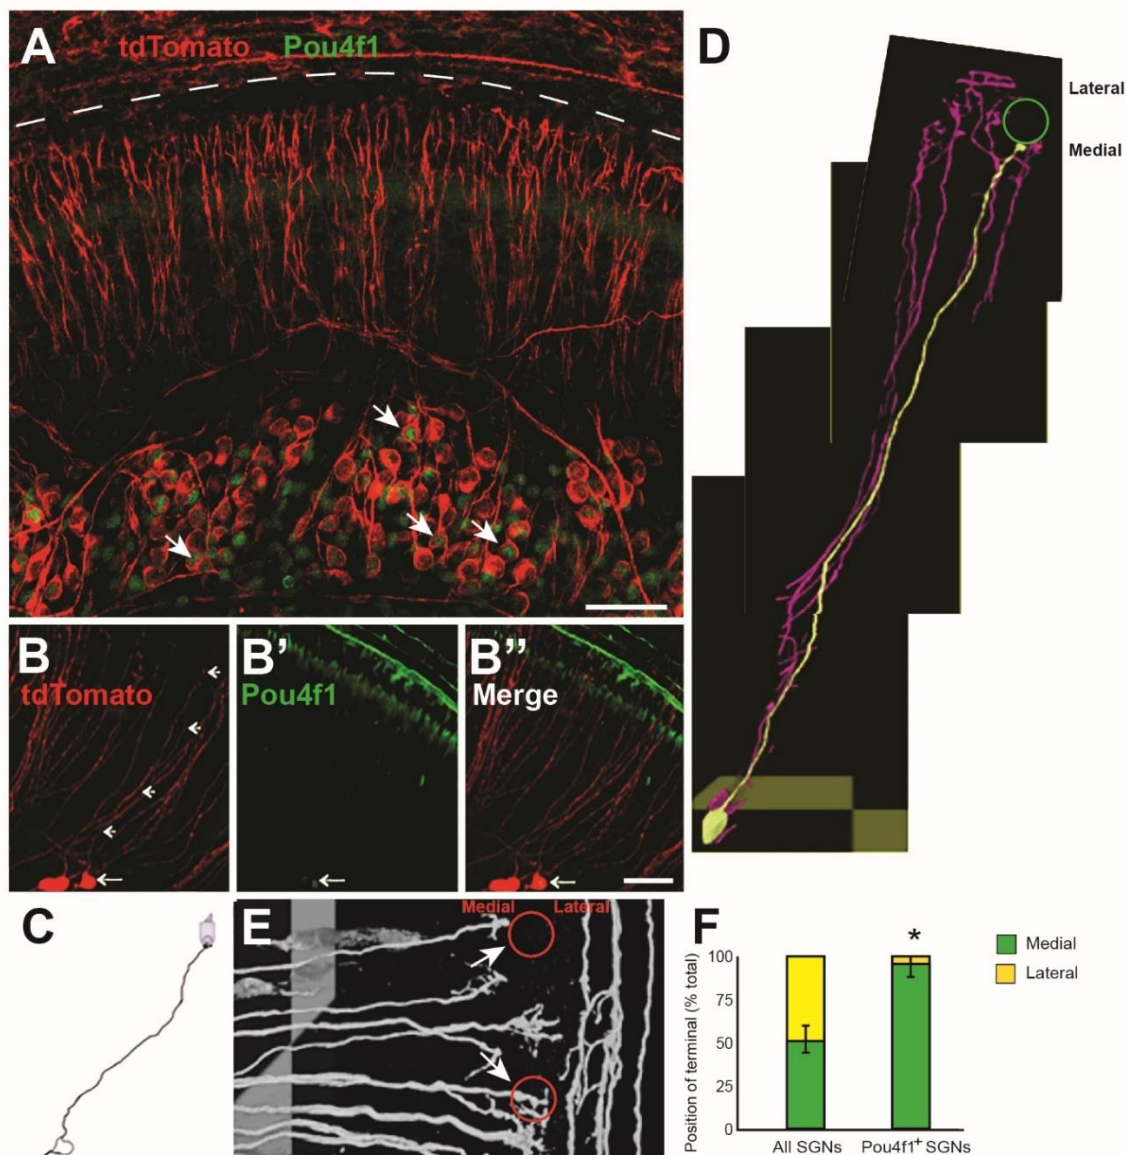 A
tdTomato Pou4f1
D
Lateral
Medial
B
tdTomato
B'
Pou4f1
B''
Merge
C
E
Medial Lateral
F
*
Medial
Lateral
Position of terminal (% total)
100
75
50
25
0
All SGNs Pou4f1+ SGNs